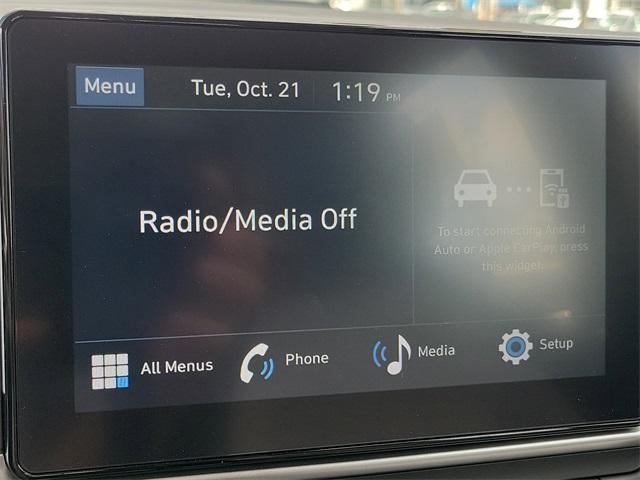 Menu
Tue, Oct. 21
1:19 PM
Radio/Media Off
To start connecting Android
Auto or Apple CarPlay, press
this widget.
All Menus
Phone
Media
Setup